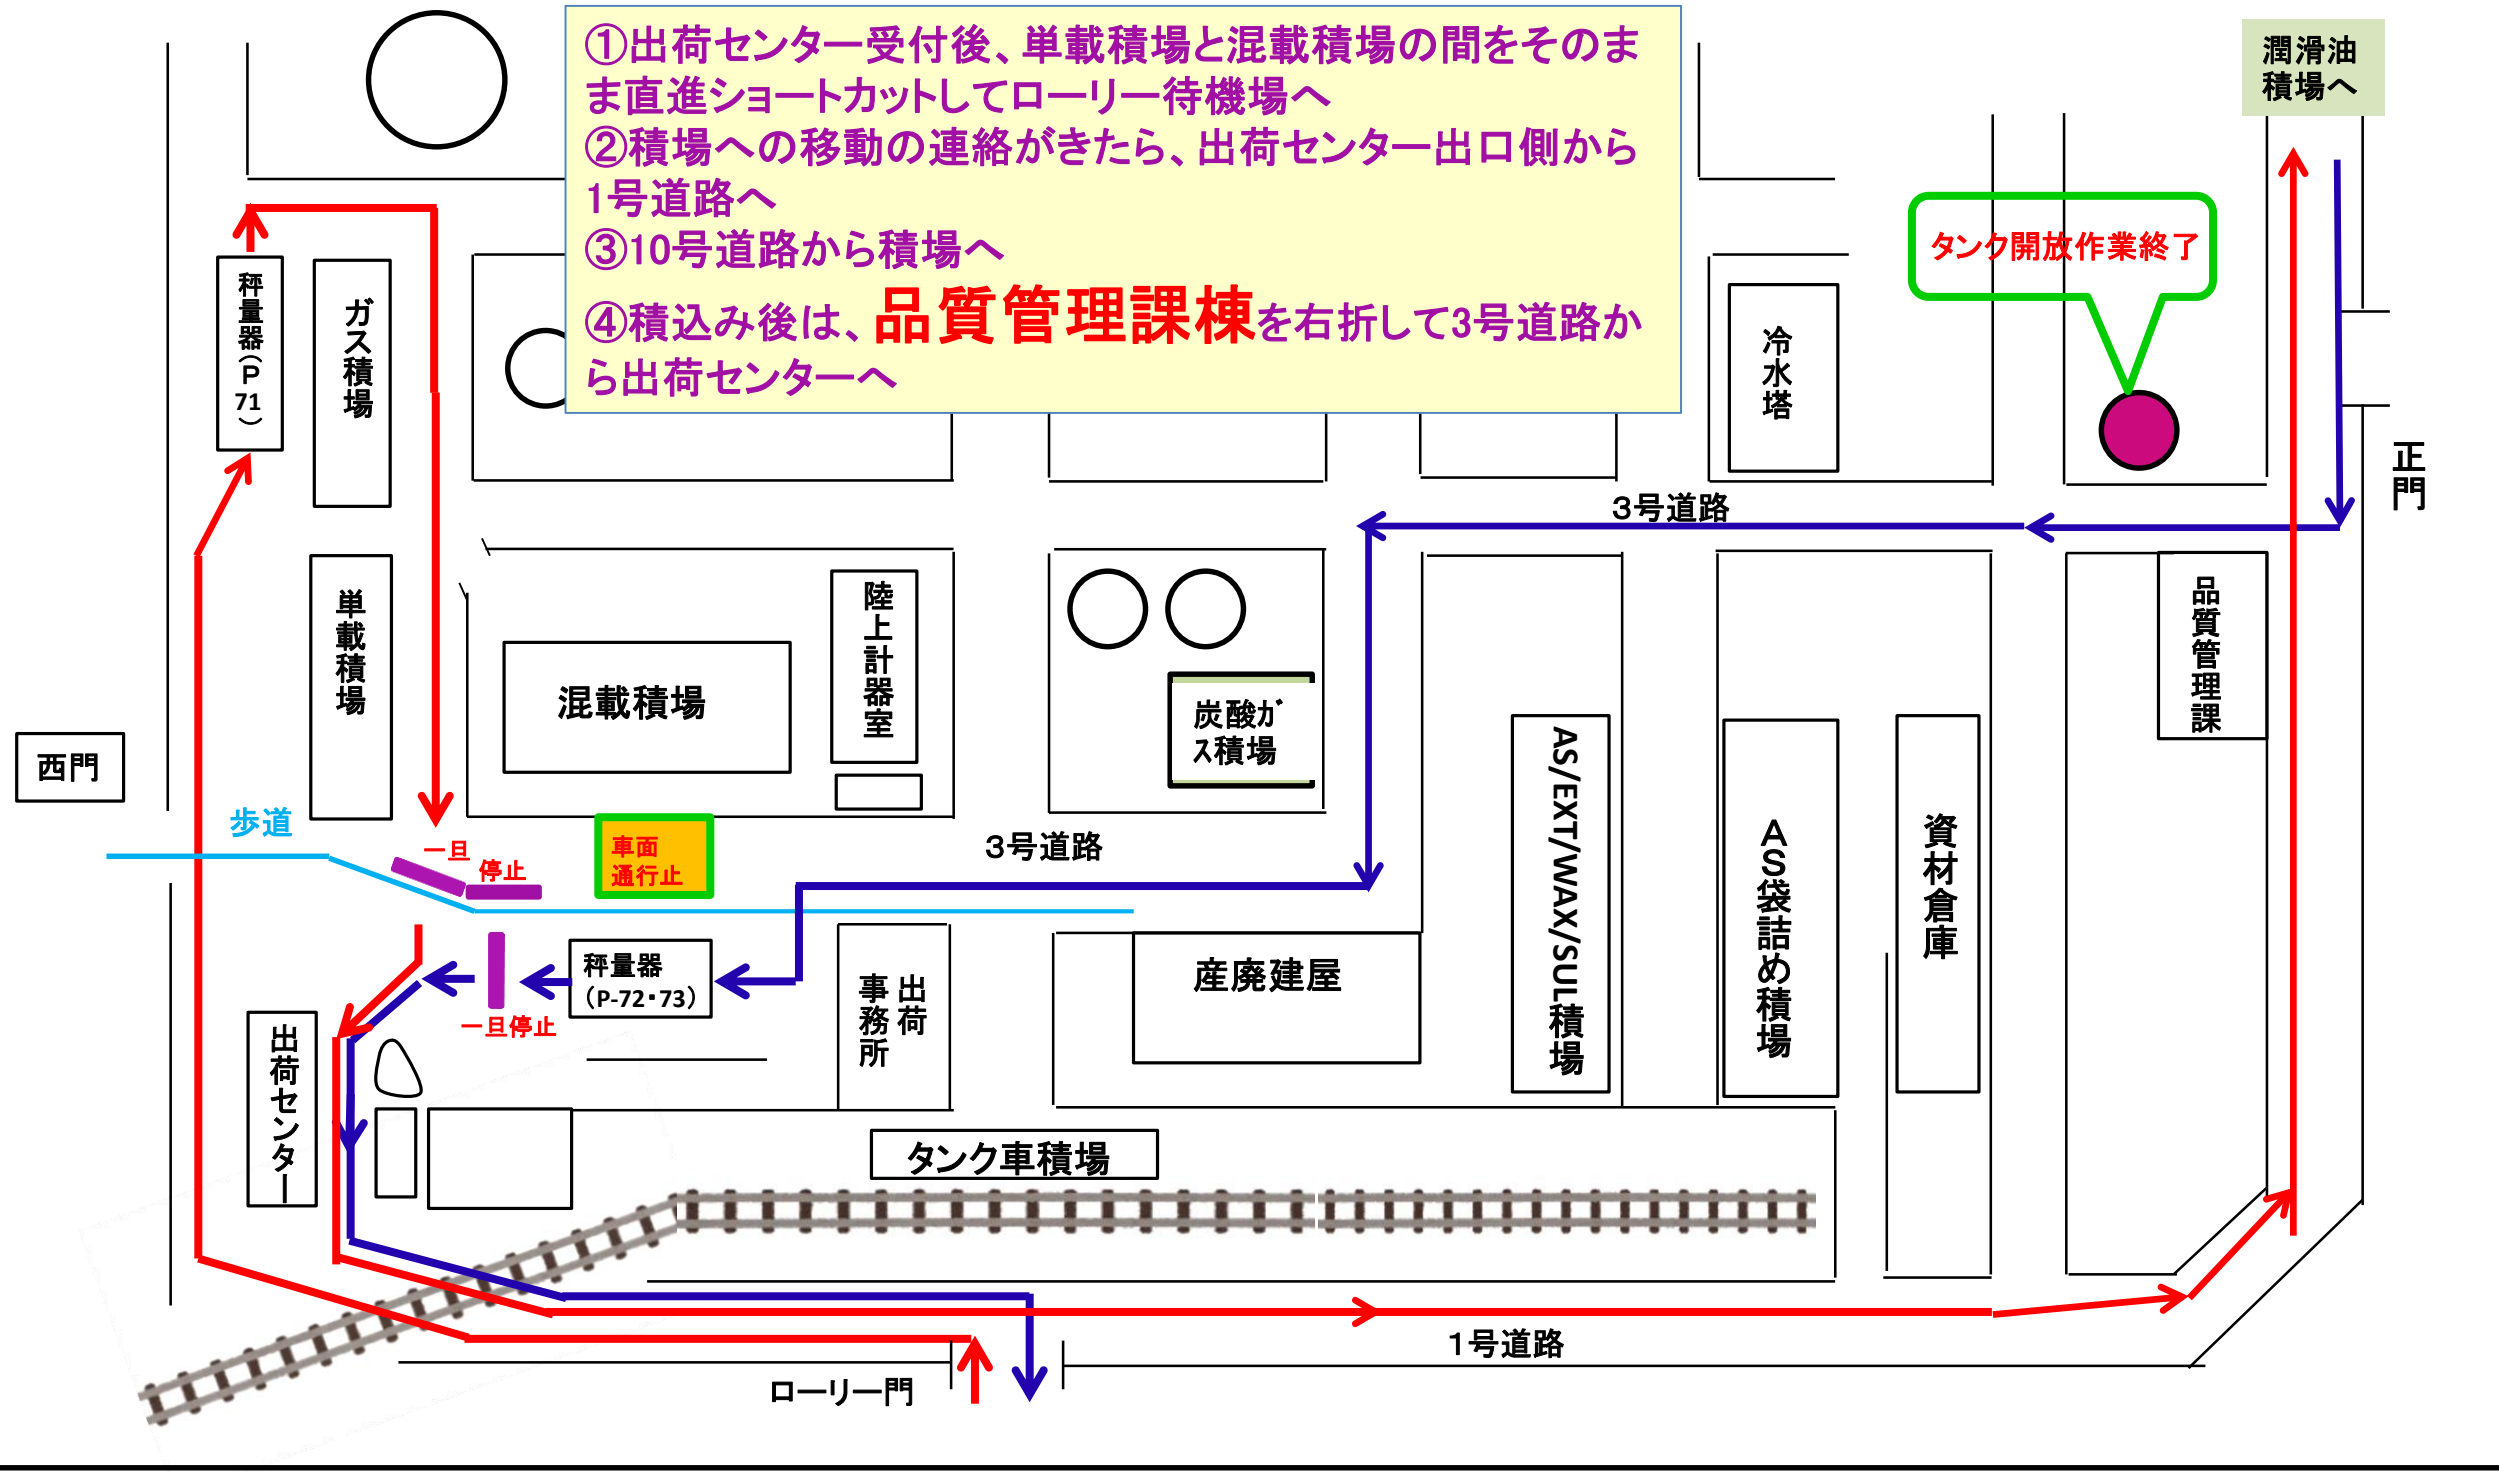 ①出荷センター受付後、単載積場と混載積場の間をそのま
ま直進ショートカットしてローリー待機場へ
②積場への移動の連絡がきたら、出荷センター出口側から
1号道路へ
③10号道路から積場へ
④積込み後は、品質管理課棟を右折して3号道路か
ら出荷センターへ
潤滑油
積場へ
タンク開放作業終了
秤量器(P71)
ガス積場
冷水塔
正門
3号道路
単載積場
混載積場
陸上計器室
炭酸ガ
ス積場
品質管理課
西門
歩道
一旦
停止
車面
通行止
3号道路
AS/EXT/WAX/SUL積場
AS袋詰め積場
資材倉庫
秤量器
(P-72・73)
一旦停止
出荷
事務所
産廃建屋
出荷センター
タンク車積場
1号道路
ローリー門